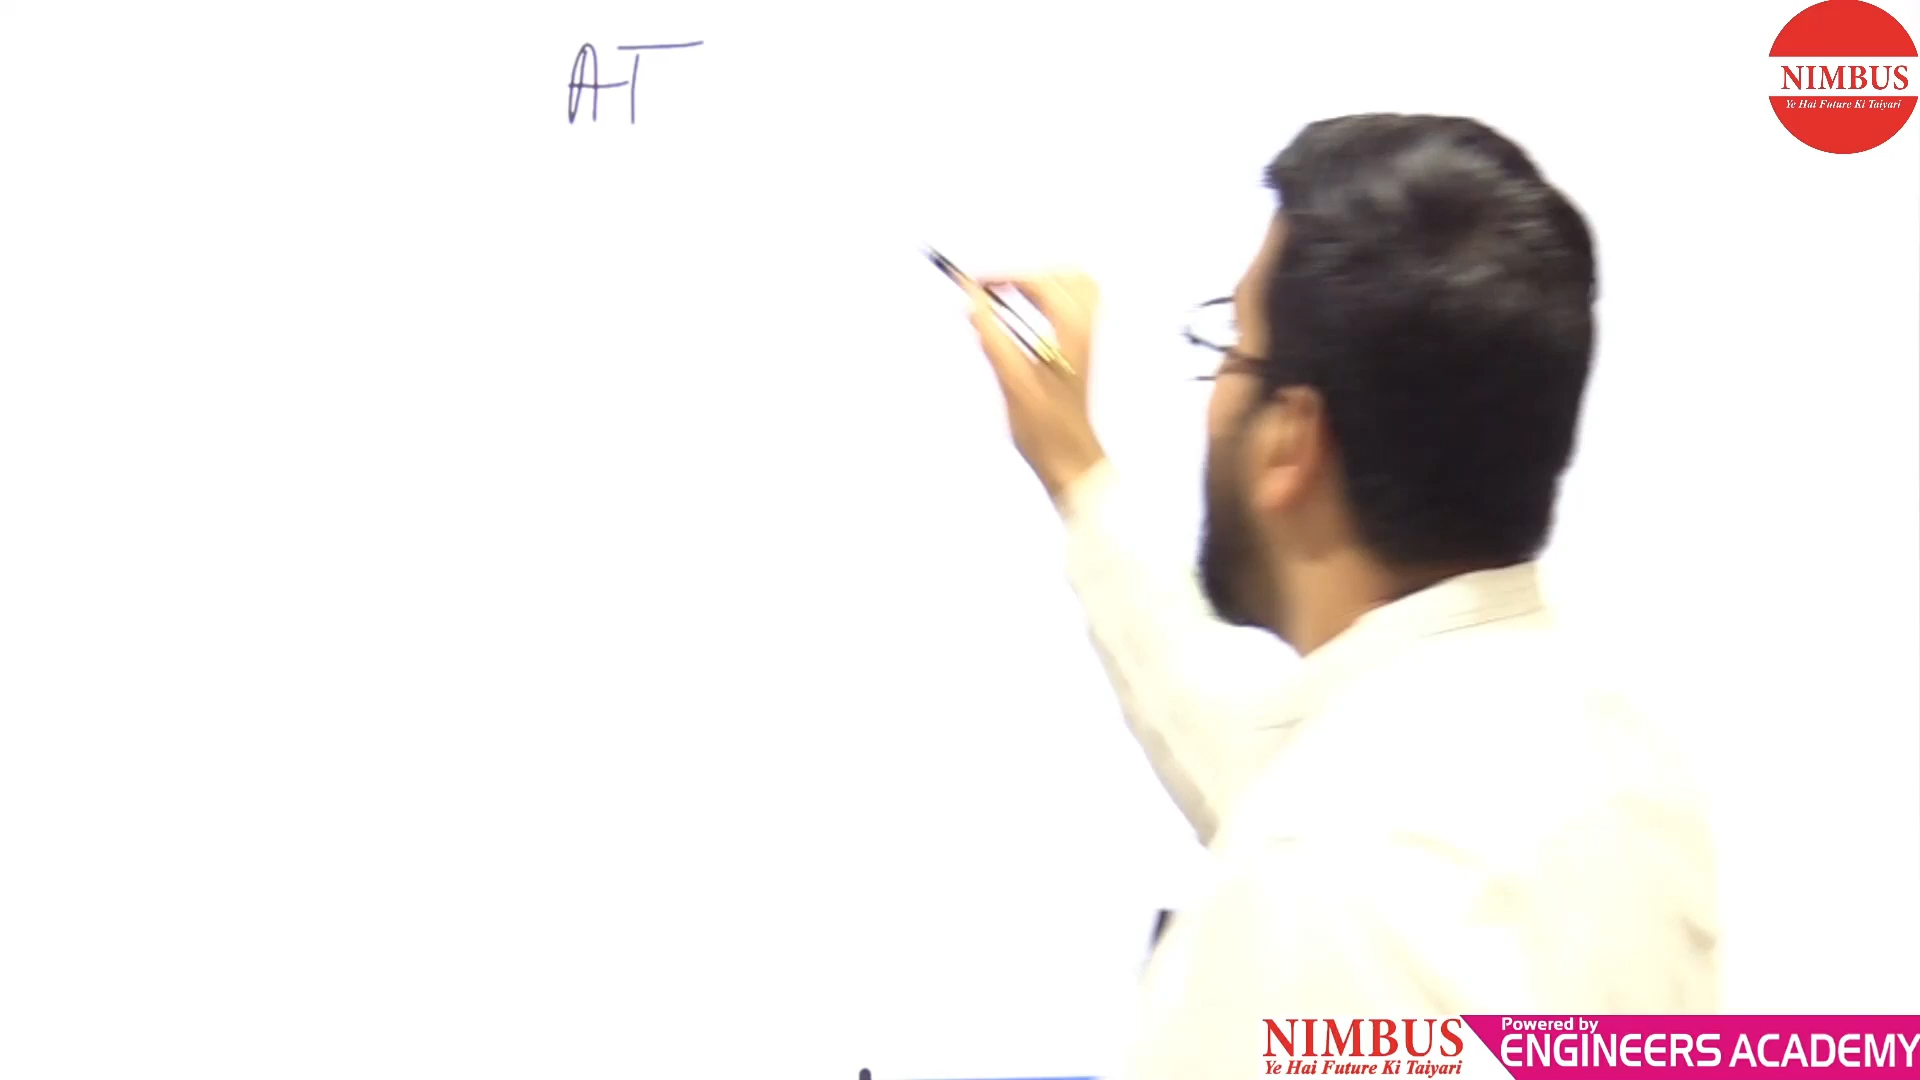 AT
NIMBUS
Ye Hai Future Ki Taiyari
NIMBUS
Ye Hai Future Ki Taiyari
Powered by
ENGINEERS ACADEMY